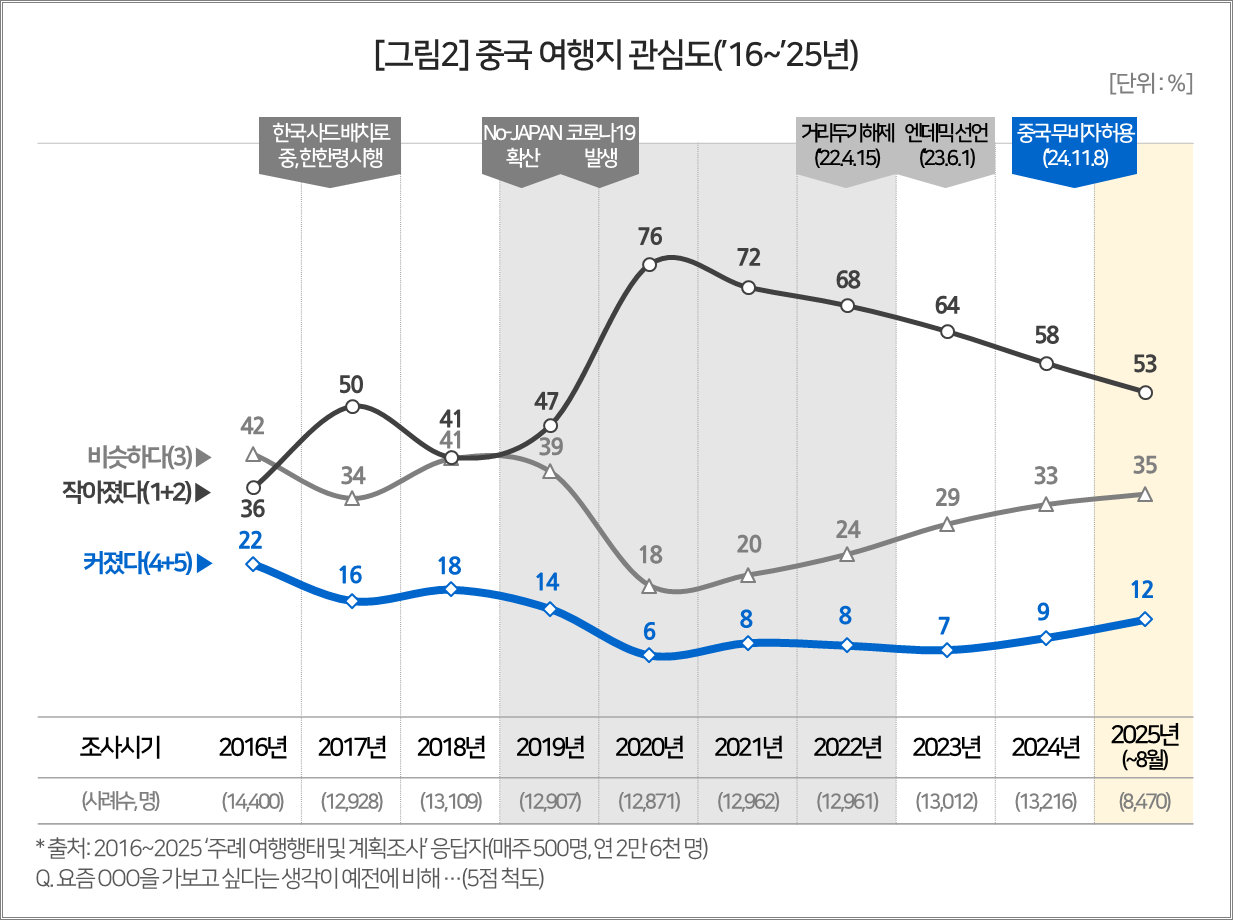 [그림2] 중국 여행지 관심도('16~'25년)
[단위 : %]
한국 사드 배치로
중, 한한령 시행
No-JAPAN
확산
코로나19
발생
거리두기 해제
('22.4.15)
엔데믹 선언
('23.6.1)
중국 무비자 허용
('24.11.8)
비슷하다(3) ▶
작아졌다(1+2) ▶
커졌다(4+5) ▶
36 50 41 47 76 72 68 64 58 53
42 34 41 39 18 20 24 29 33 35
22 16 18 14 6 8 8 7 9 12
조사시기 2016년 2017년 2018년 2019년 2020년 2021년 2022년 2023년 2024년 2025년
(~8월)
(사례수, 명) (14,400) (12,928) (13,109) (12,907) (12,871) (12,962) (12,961) (13,012) (13,216) (8,470)
* 출처: 2016~2025 '주례 여행행태 및 계획조사' 응답자(매주 500명, 연 2만 6천 명)
Q. 요즘 OOO을 가보고 싶다는 생각이 예전에 비해 …(5점 척도)